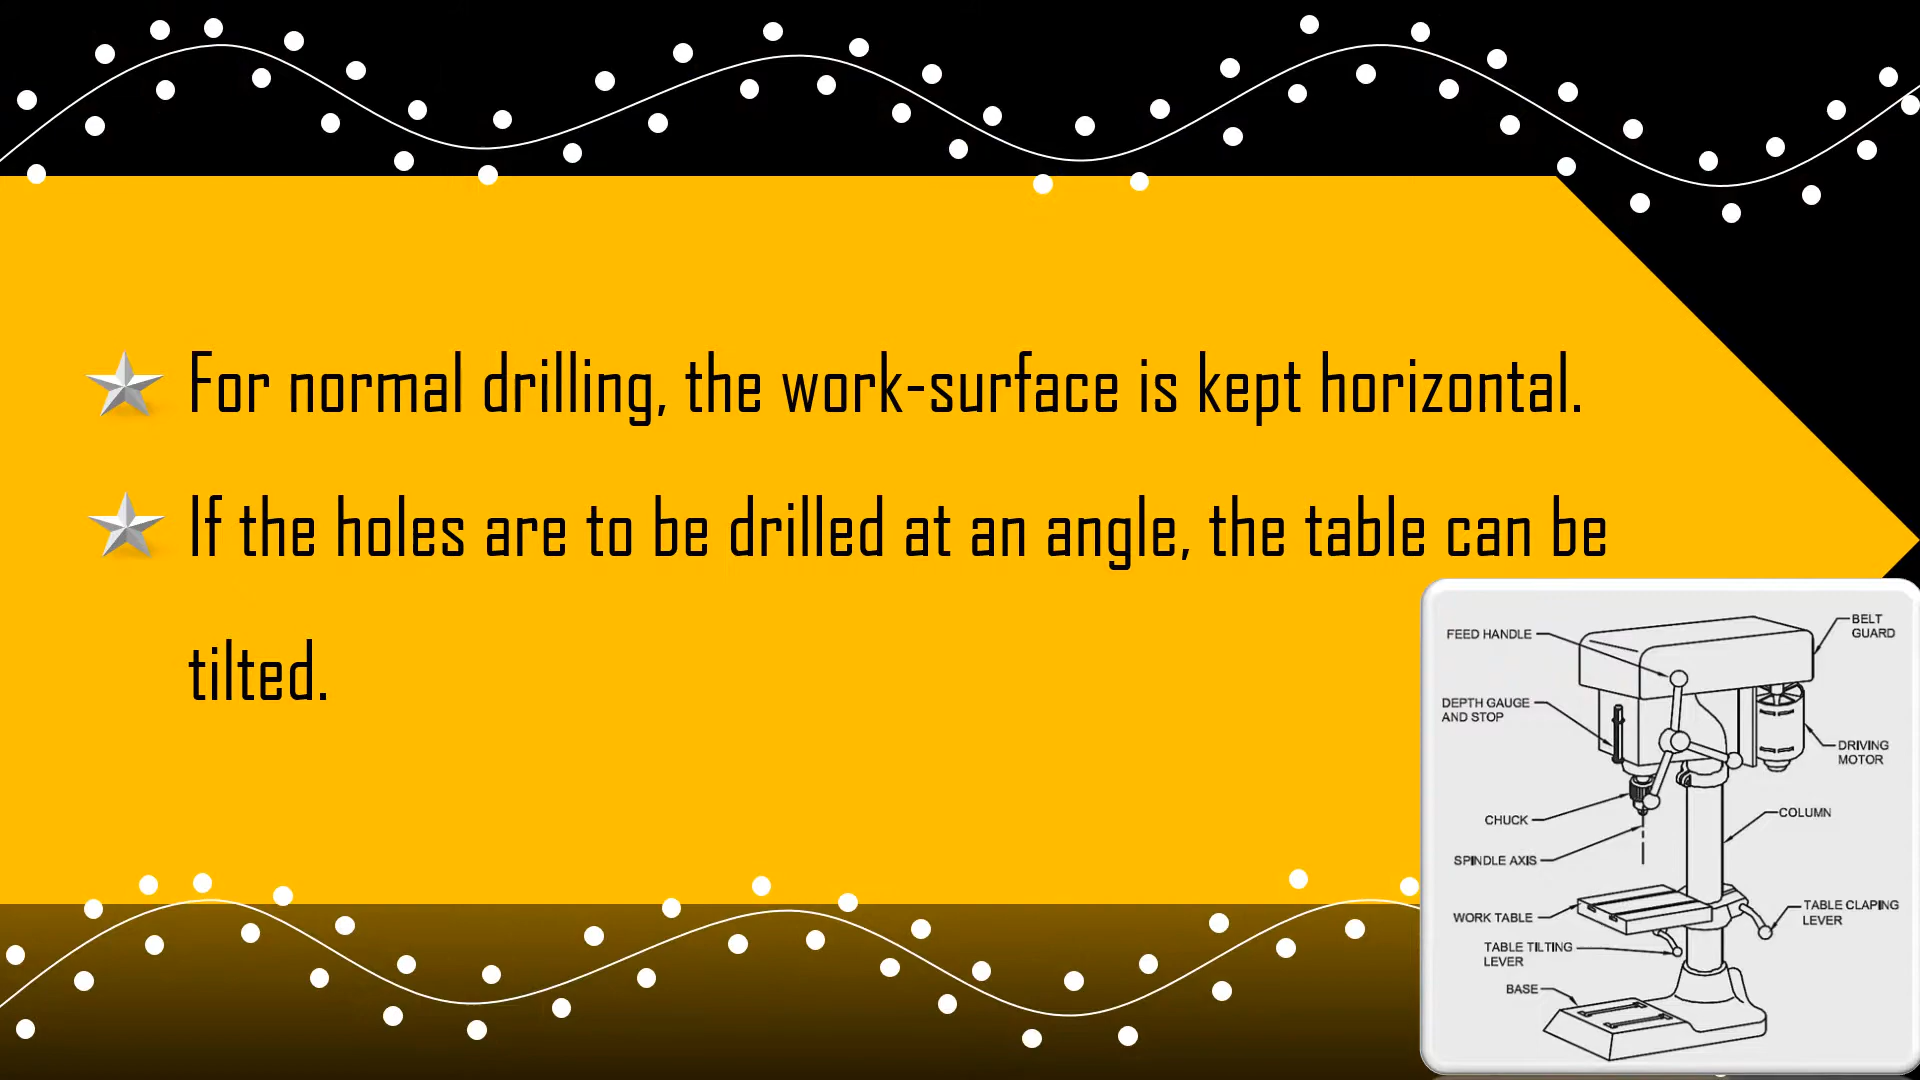 For normal drilling, the work-surface is kept horizontal.
If the holes are to be drilled at an angle, the table can be
tilted.
FEED HANDLE
BELT
GUARD
DEPTH GAUGE
AND STOP
DRIVING
MOTOR
CHUCK
COLUMN
SPINDLE AXIS
WORK TABLE
TABLE CLAPING
LEVER
TABLE TILTING
LEVER
BASE